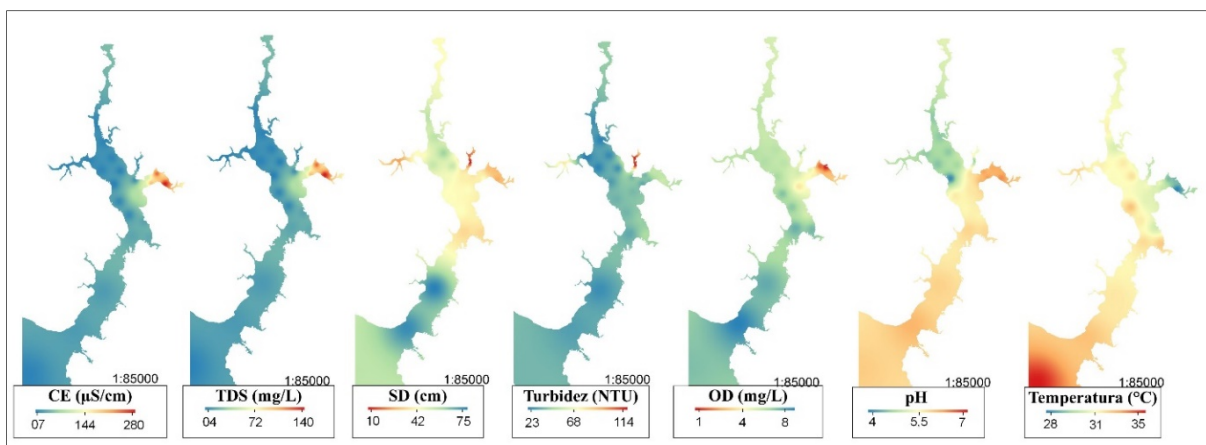 1:85000
CE (µS/cm)
07 144 280
1:85000
TDS (mg/L)
04 72 140
1:85000
SD (cm)
10 42 75
1:85000
Turbidez (NTU)
23 68 114
1:85000
OD (mg/L)
1 4 8
1:85000
pH
4 5,5 7
1:85000
Temperatura (°C)
28 31 35